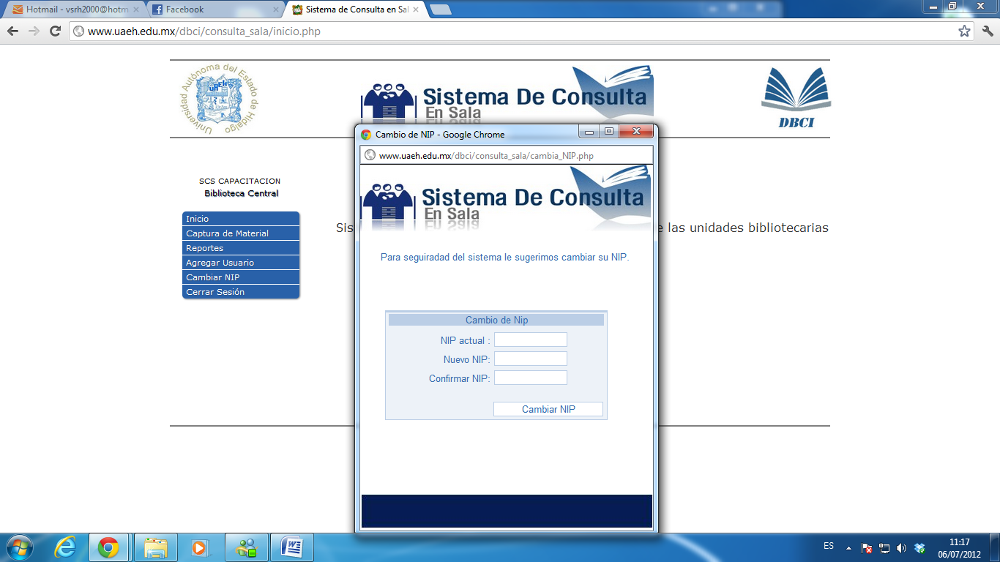 Hotmail - vsrh2000@hotm
Facebook
Sistema de Consulta en Sal
www.uaeh.edu.mx/dbci/consulta_sala/inicio.php
Universidad Autónoma del Estado de Hidalgo
UAEH
Sistema De Consulta
En Sala
DBCI
SCS CAPACITACION
Biblioteca Central
Inicio
Captura de Material
Reportes
Agregar Usuario
Cambiar NIP
Cerrar Sesión
Sis
e las unidades bibliotecarias
Cambio de NIP - Google Chrome
www.uaeh.edu.mx/dbci/consulta_sala/cambia_NIP.php
Sistema De Consulta
En Sala
Para seguiradad del sistema le sugerimos cambiar su NIP.
Cambio de Nip
NIP actual :
Nuevo NIP:
Confirmar NIP:
Cambiar NIP
ES
11:17
06/07/2012